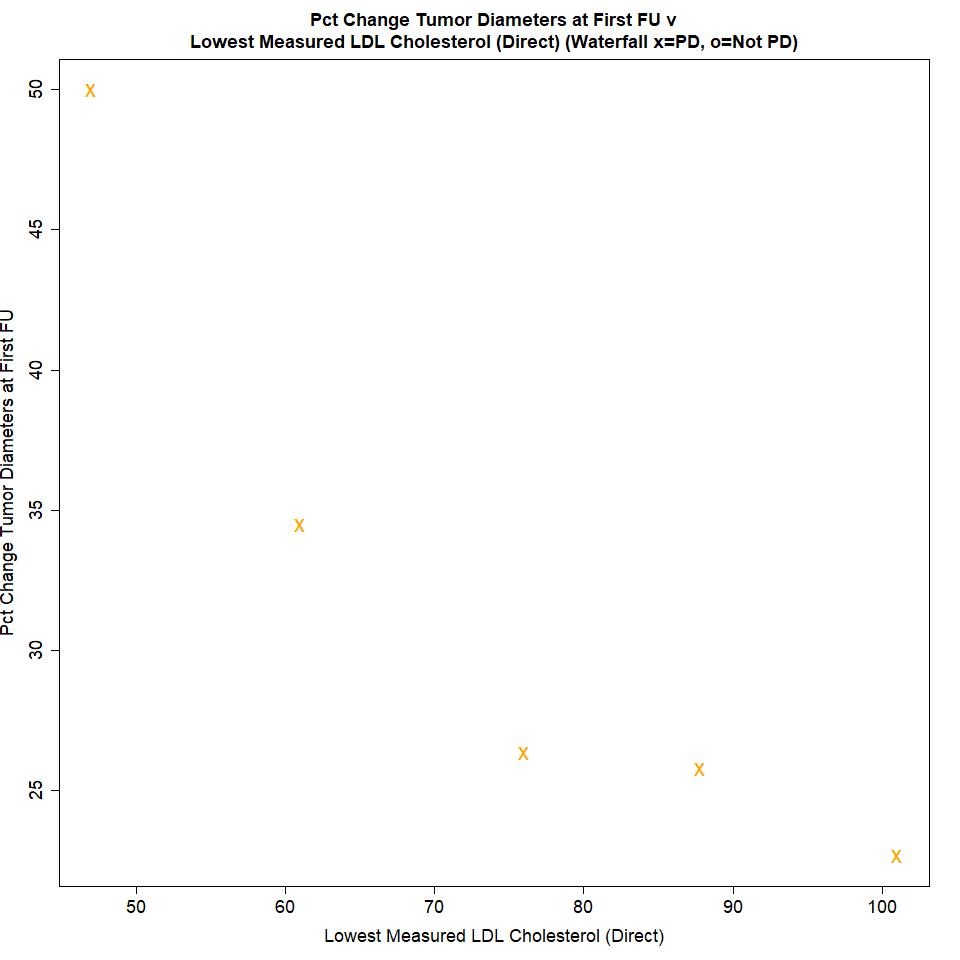 Pct Change Tumor Diameters at First FU v
Lowest Measured LDL Cholesterol (Direct) (Waterfall x=PD, o=Not PD)
Pct Change Tumor Diameters at First FU
50
45
40
35
30
25
X
X
X
X
X
50 60 70 80 90 100
Lowest Measured LDL Cholesterol (Direct)